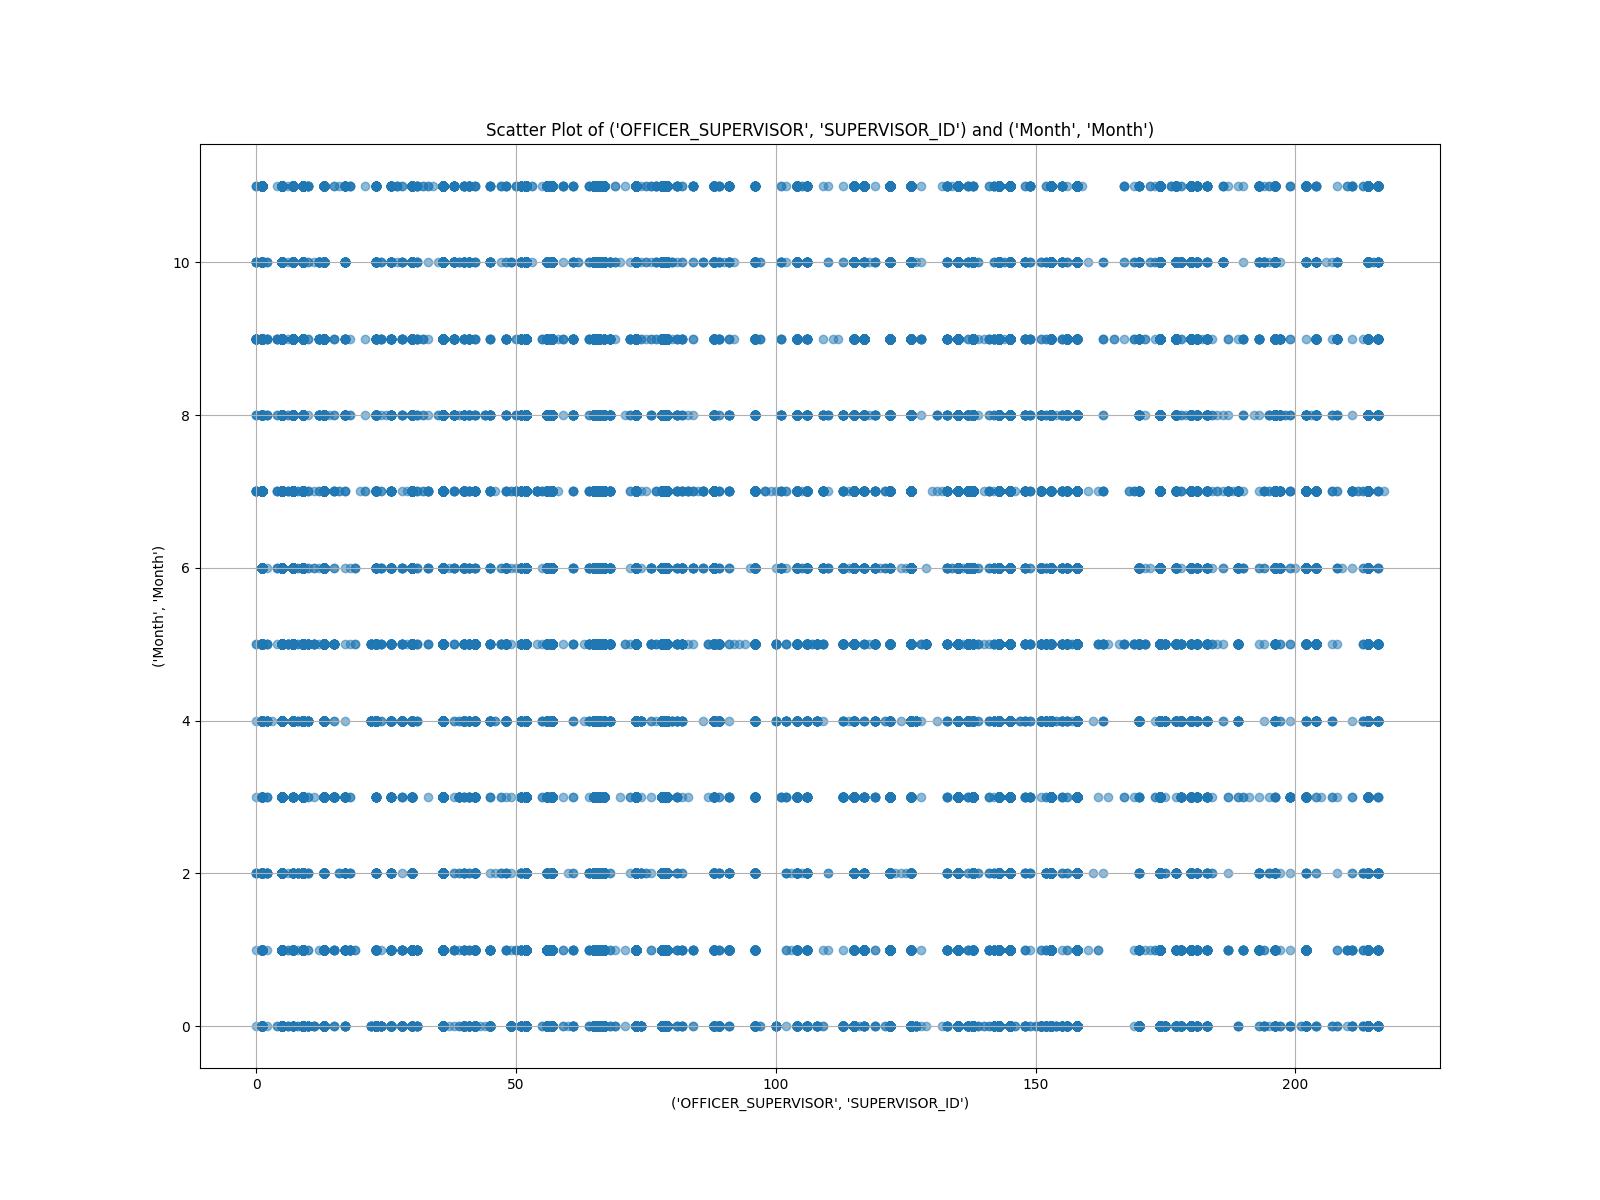 Scatter Plot of ('OFFICER_SUPERVISOR', 'SUPERVISOR_ID') and ('Month', 'Month')
('Month', 'Month')
10
8
6
4
2
0
0 50 100 150 200
('OFFICER_SUPERVISOR', 'SUPERVISOR_ID')